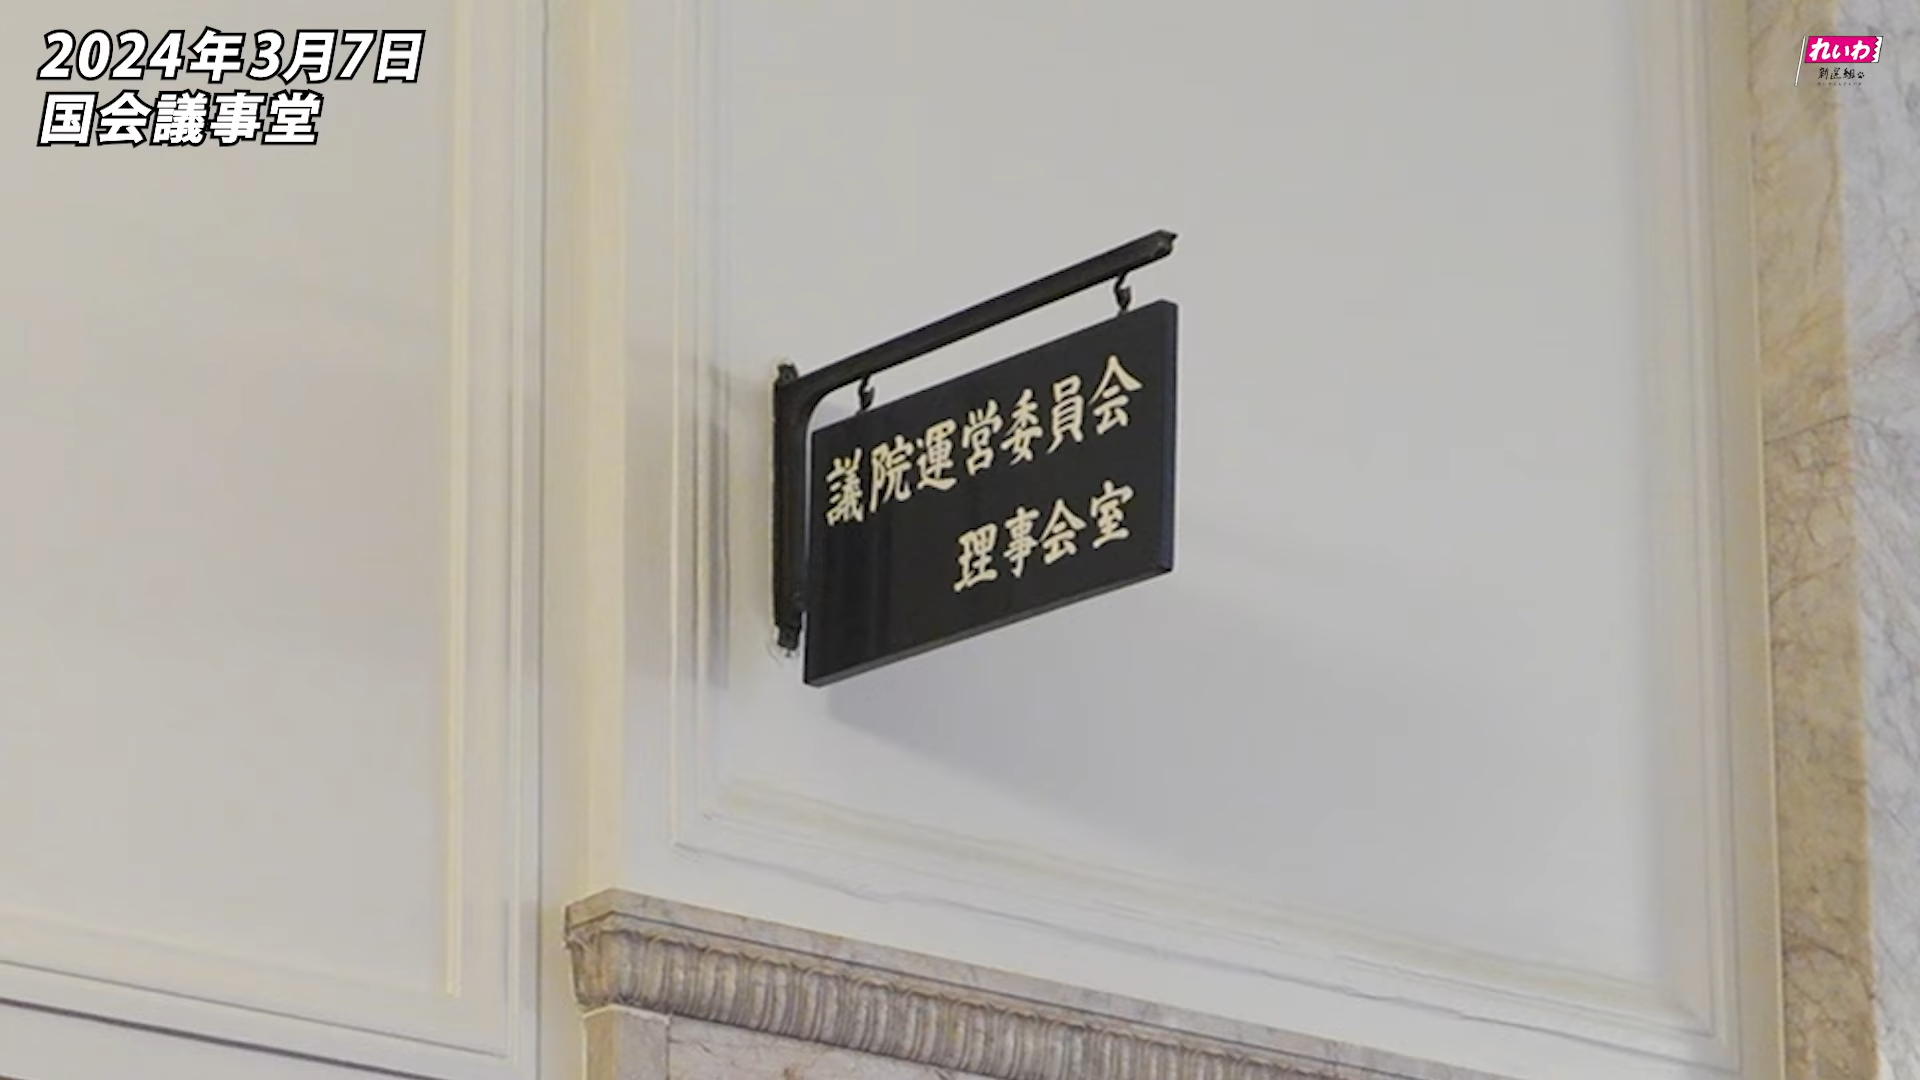 2024年3月7日
国会議事堂
れいわ
新選組
議院運営委員会
理事会室